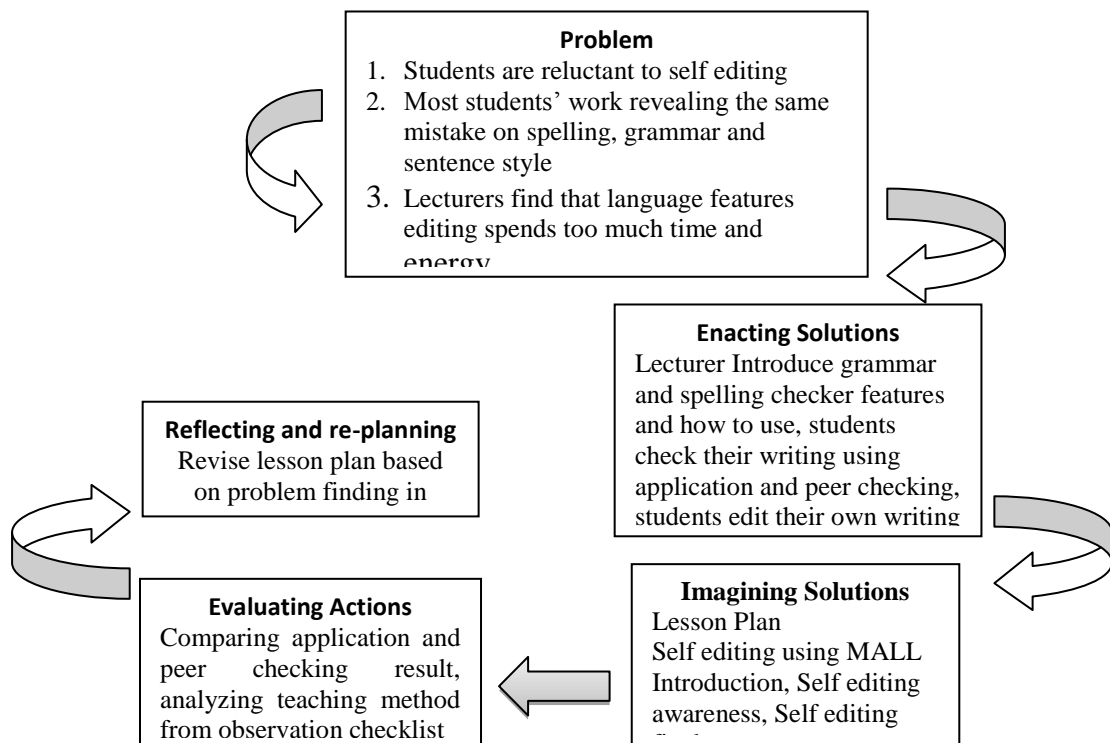 Problem
1. Students are reluctant to self editing
2. Most students’ work revealing the same
mistake on spelling, grammar and
sentence style
3. Lecturers find that language features
editing spends too much time and
energy
Enacting Solutions
Lecturer Introduce grammar
and spelling checker features
and how to use, students
check their writing using
application and peer checking,
students edit their own writing
Reflecting and re-planning
Revise lesson plan based
on problem finding in
Imagining Solutions
Lesson Plan
Self editing using MALL
Introduction, Self editing
awareness, Self editing
Evaluating Actions
Comparing application and
peer checking result,
analyzing teaching method
from observation checklist